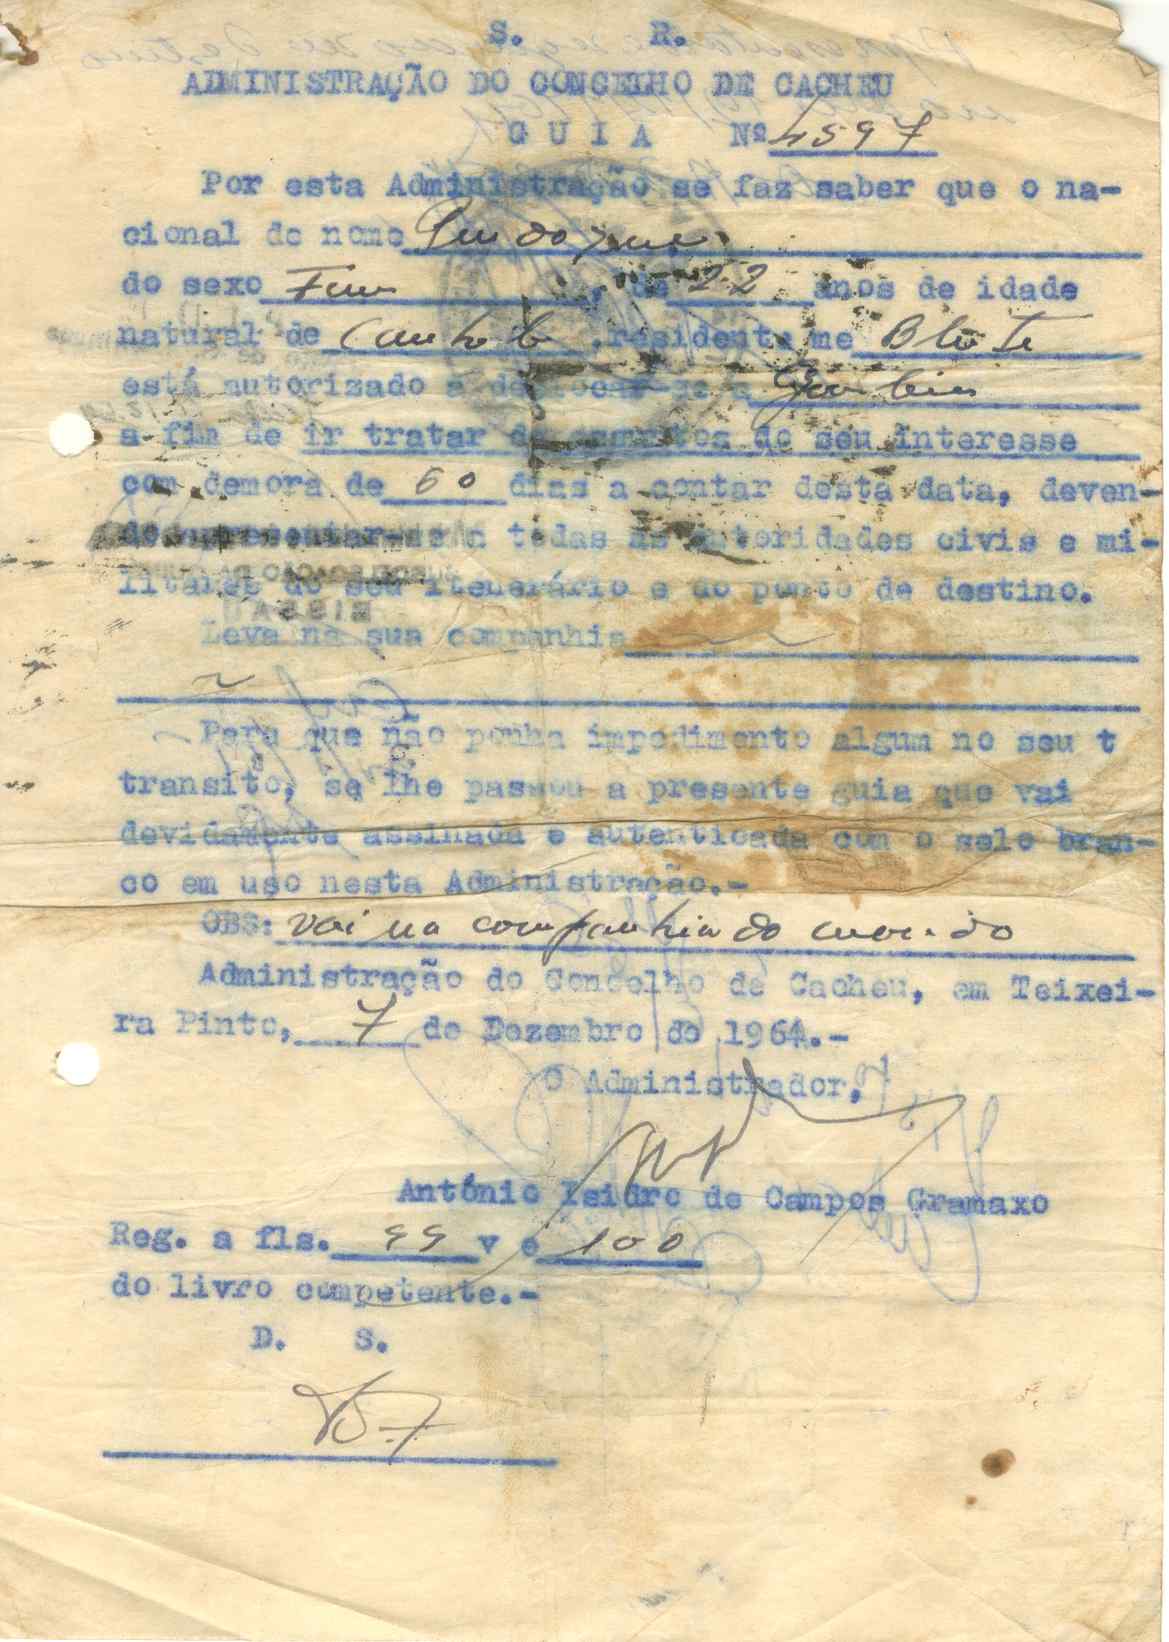 S. R.
ADMINISTRAÇÃO DO CONCELHO DE CACHEU
GUIA Nº 4597
Por esta Administração se faz saber que o na-
cional de nome
do sexo Fem , de 22 anos de idade
natural de , residente me
está autorizado a deslocar-se a
a fim de ir tratar de assuntos de seu interesse
com demora de 60 dias a contar desta data, deven-
do apresentar-se a todas as autoridades civis e mi-
litares do seu itenerário e do ponto de destino.
Leva na sua companhia
Para que não ponha impedimento algum no seu t
transito, se lhe passou a presente guia que vai
devidamente assinada e autenticada com o selo bran-
co em uso nesta Administração.-
OBS: vai na companhia do marido
Administração do Concelho de Cacheu, em Teixei-
ra Pinto, 7 de Dezembro de 1964.-
O Administrador,
António Isidro de Campos Gramaxo
Reg. a fls. 99 v e 100
do livro competente.-
D. S.